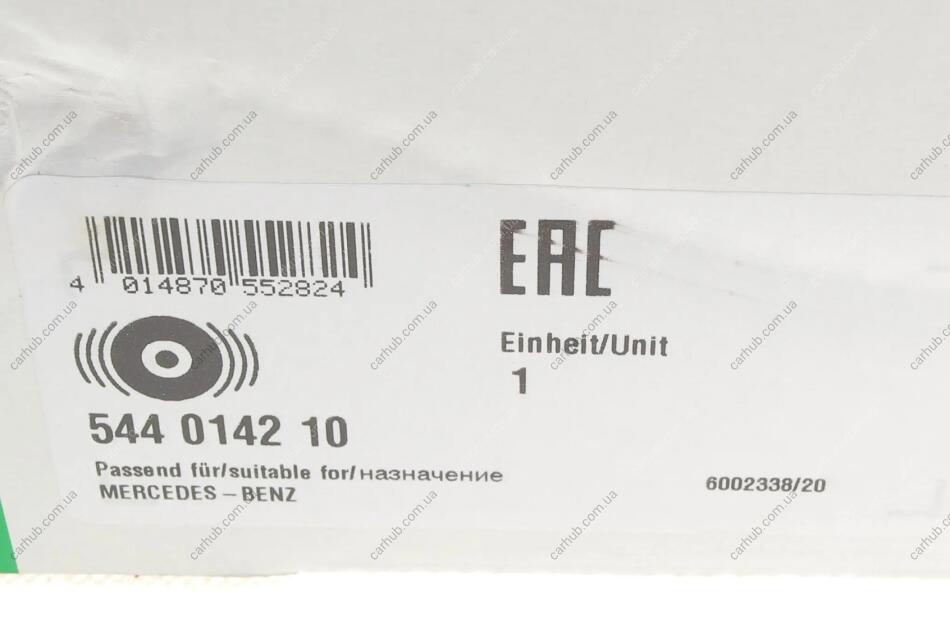 4 014870 552824
EAC
Einheit/Unit
1
544 0142 10
Passend für/suitable for/назначение
MERCEDES – BENZ
6002338/20
carhub.com.ua